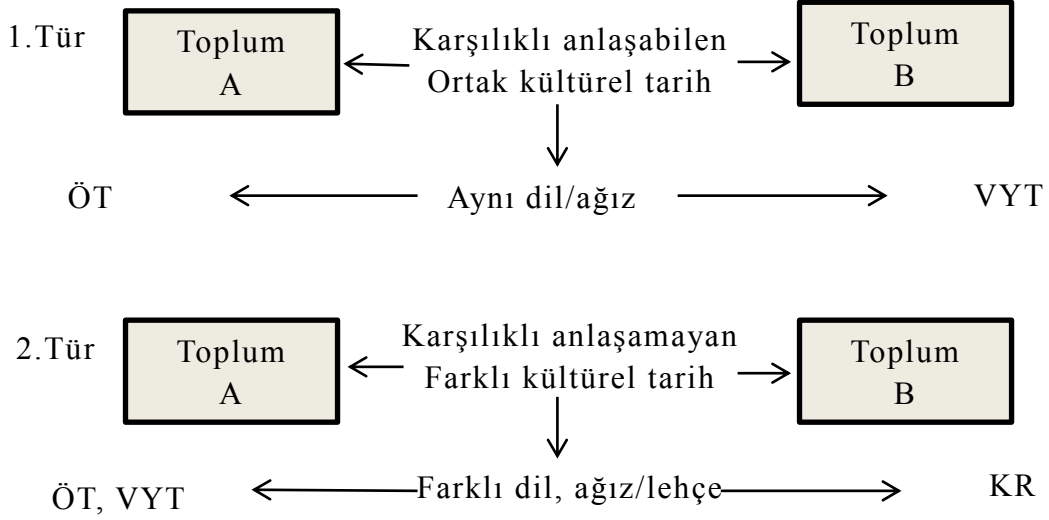 1.Tür
Toplum
A
Karşılıklı anlaşabilen
Ortak kültürel tarih
Toplum
B
ÖT
Aynı dil/ağız
VYT
2.Tür
Toplum
A
Karşılıklı anlaşamayan
Farklı kültürel tarih
Toplum
B
ÖT, VYT
Farklı dil, ağız/lehçe
KR